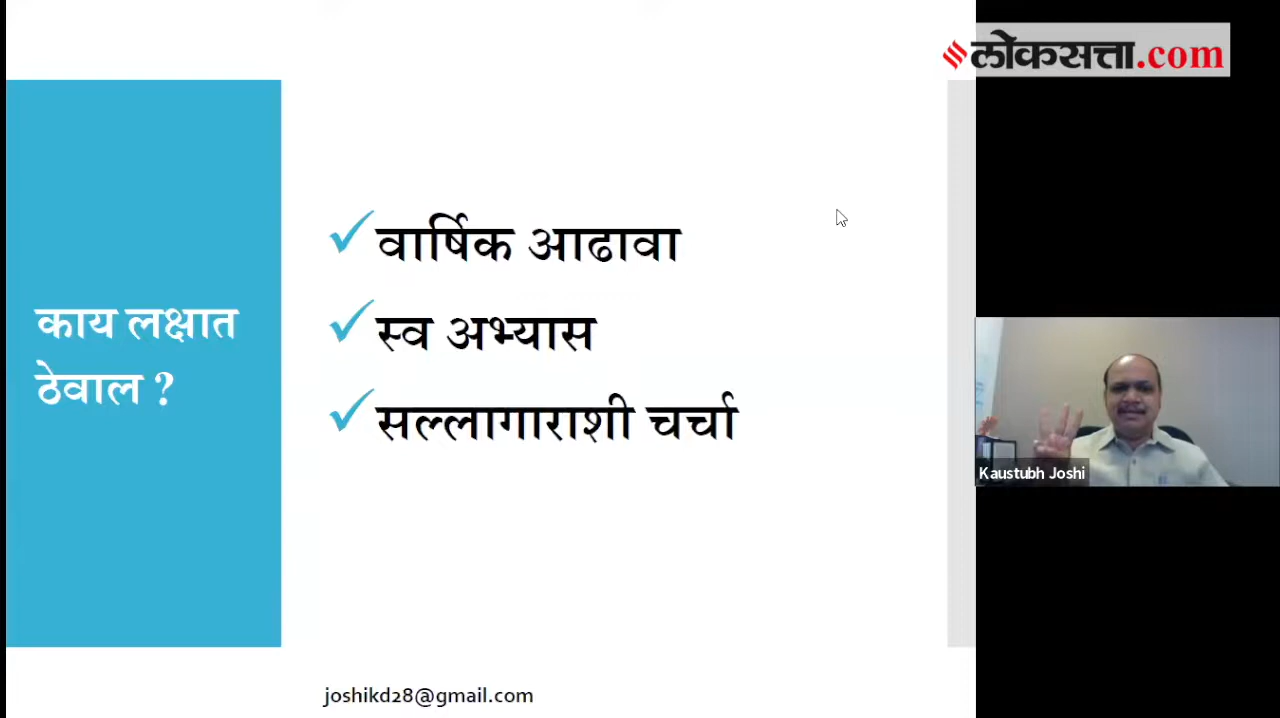 लोकसत्ता.com
काय लक्षात
ठेवाल ?
वार्षिक आढावा
स्व अभ्यास
सल्लागाराशी चर्चा
Kaustubh Joshi
joshikd28@gmail.com